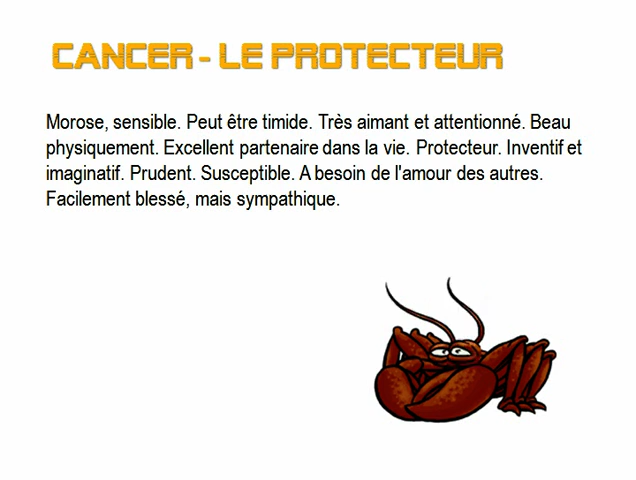 CANCER - LE PROTECTEUR
Morose, sensible. Peut être timide. Très aimant et attentionné. Beau
physiquement. Excellent partenaire dans la vie. Protecteur. Inventif et
imaginatif. Prudent. Susceptible. A besoin de l'amour des autres.
Facilement blessé, mais sympathique.